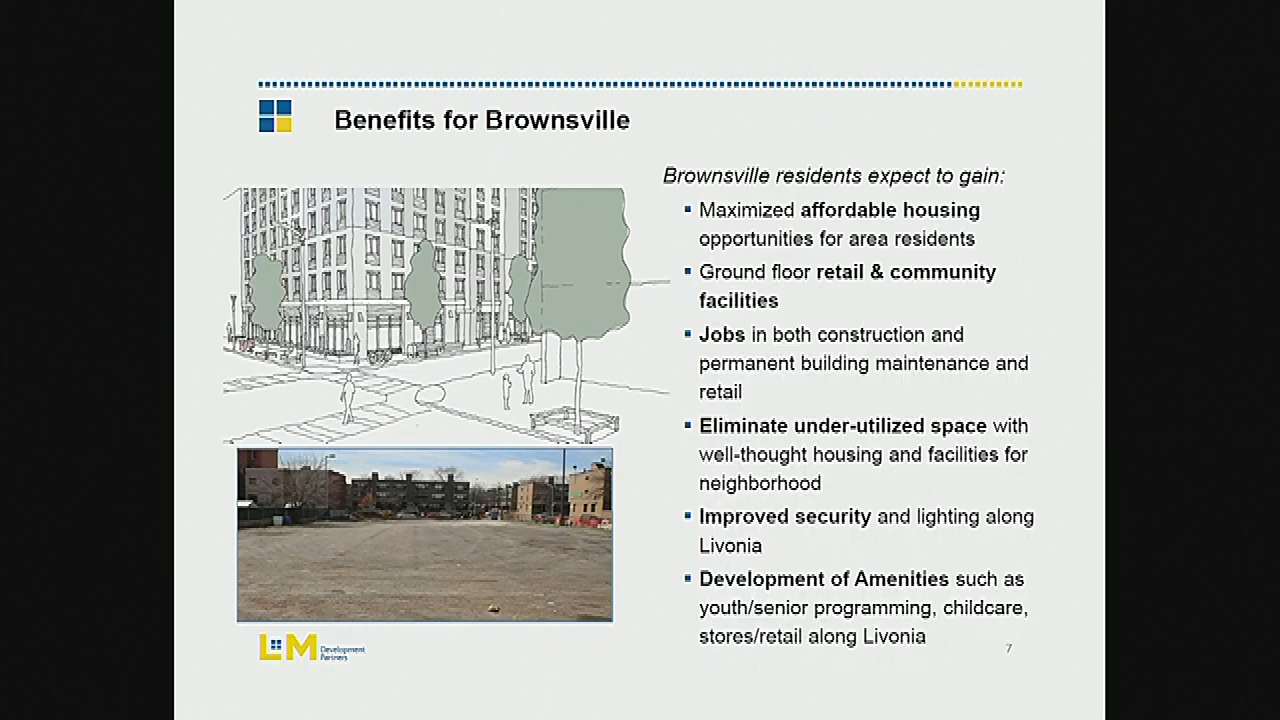 Benefits for Brownsville
Brownsville residents expect to gain:
▪ Maximized affordable housing
opportunities for area residents
▪ Ground floor retail & community
facilities
▪ Jobs in both construction and
permanent building maintenance and
retail
▪ Eliminate under-utilized space with
well-thought housing and facilities for
neighborhood
▪ Improved security and lighting along
Livonia
▪ Development of Amenities such as
youth/senior programming, childcare,
stores/retail along Livonia
L+M Development
Partners
7